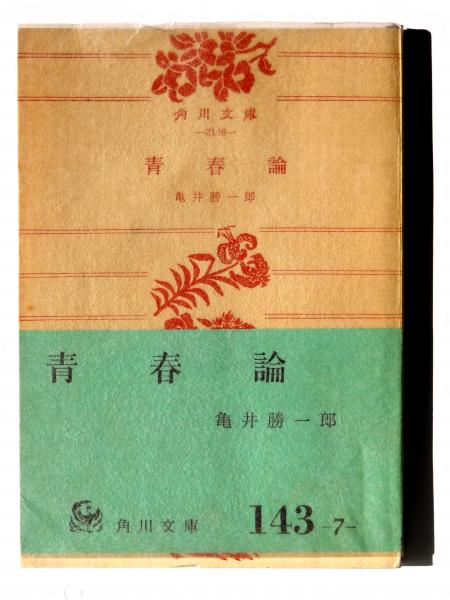 角川文庫
—2146—
青春論
亀井勝一郎
青春論
亀井勝一郎
角川文庫 143 -7-